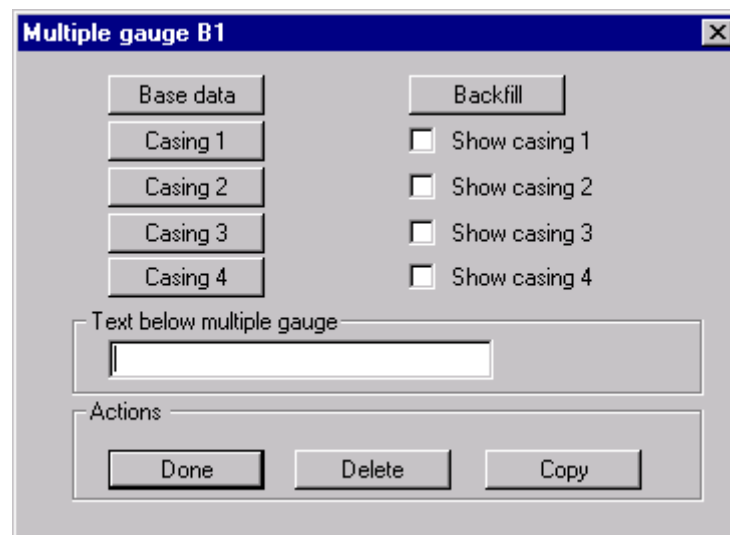 Multiple gauge B1
Base data
Backfill
Casing 1
Show casing 1
Casing 2
Show casing 2
Casing 3
Show casing 3
Casing 4
Show casing 4
Text below multiple gauge
Actions
Done
Delete
Copy